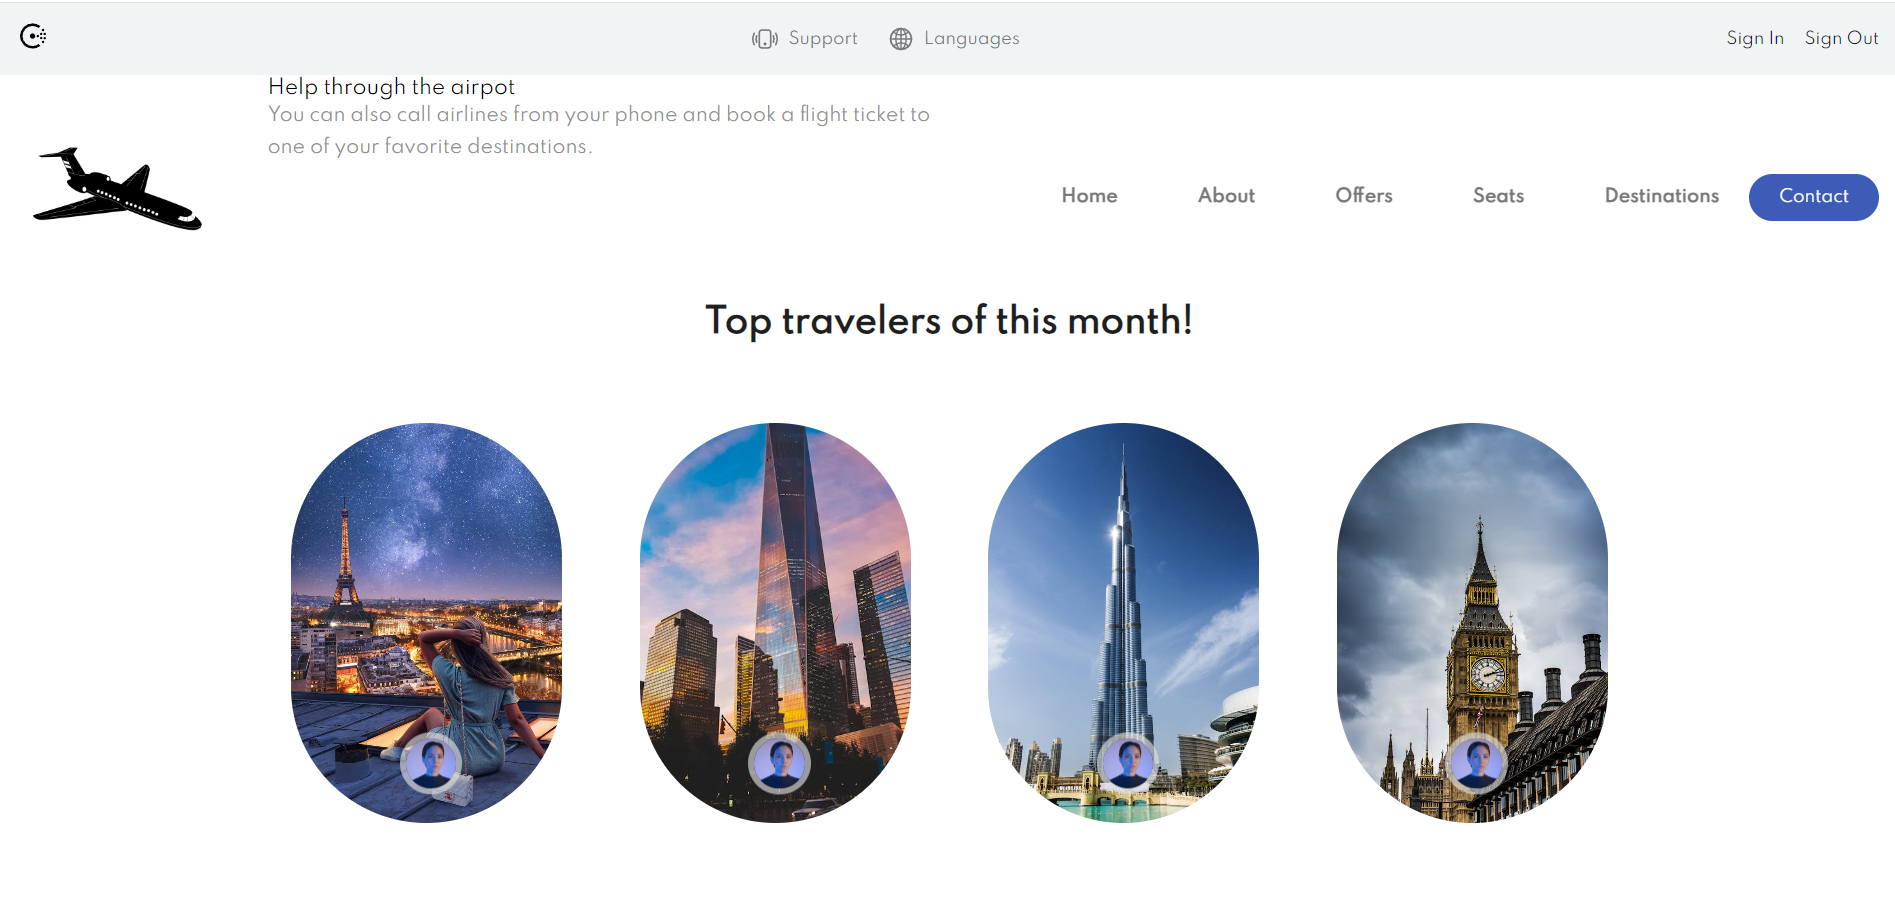 Support
Languages
Sign In
Sign Out
Help through the airpot
You can also call airlines from your phone and book a flight ticket to
one of your favorite destinations.
Home
About
Offers
Seats
Destinations
Contact
Top travelers of this month!